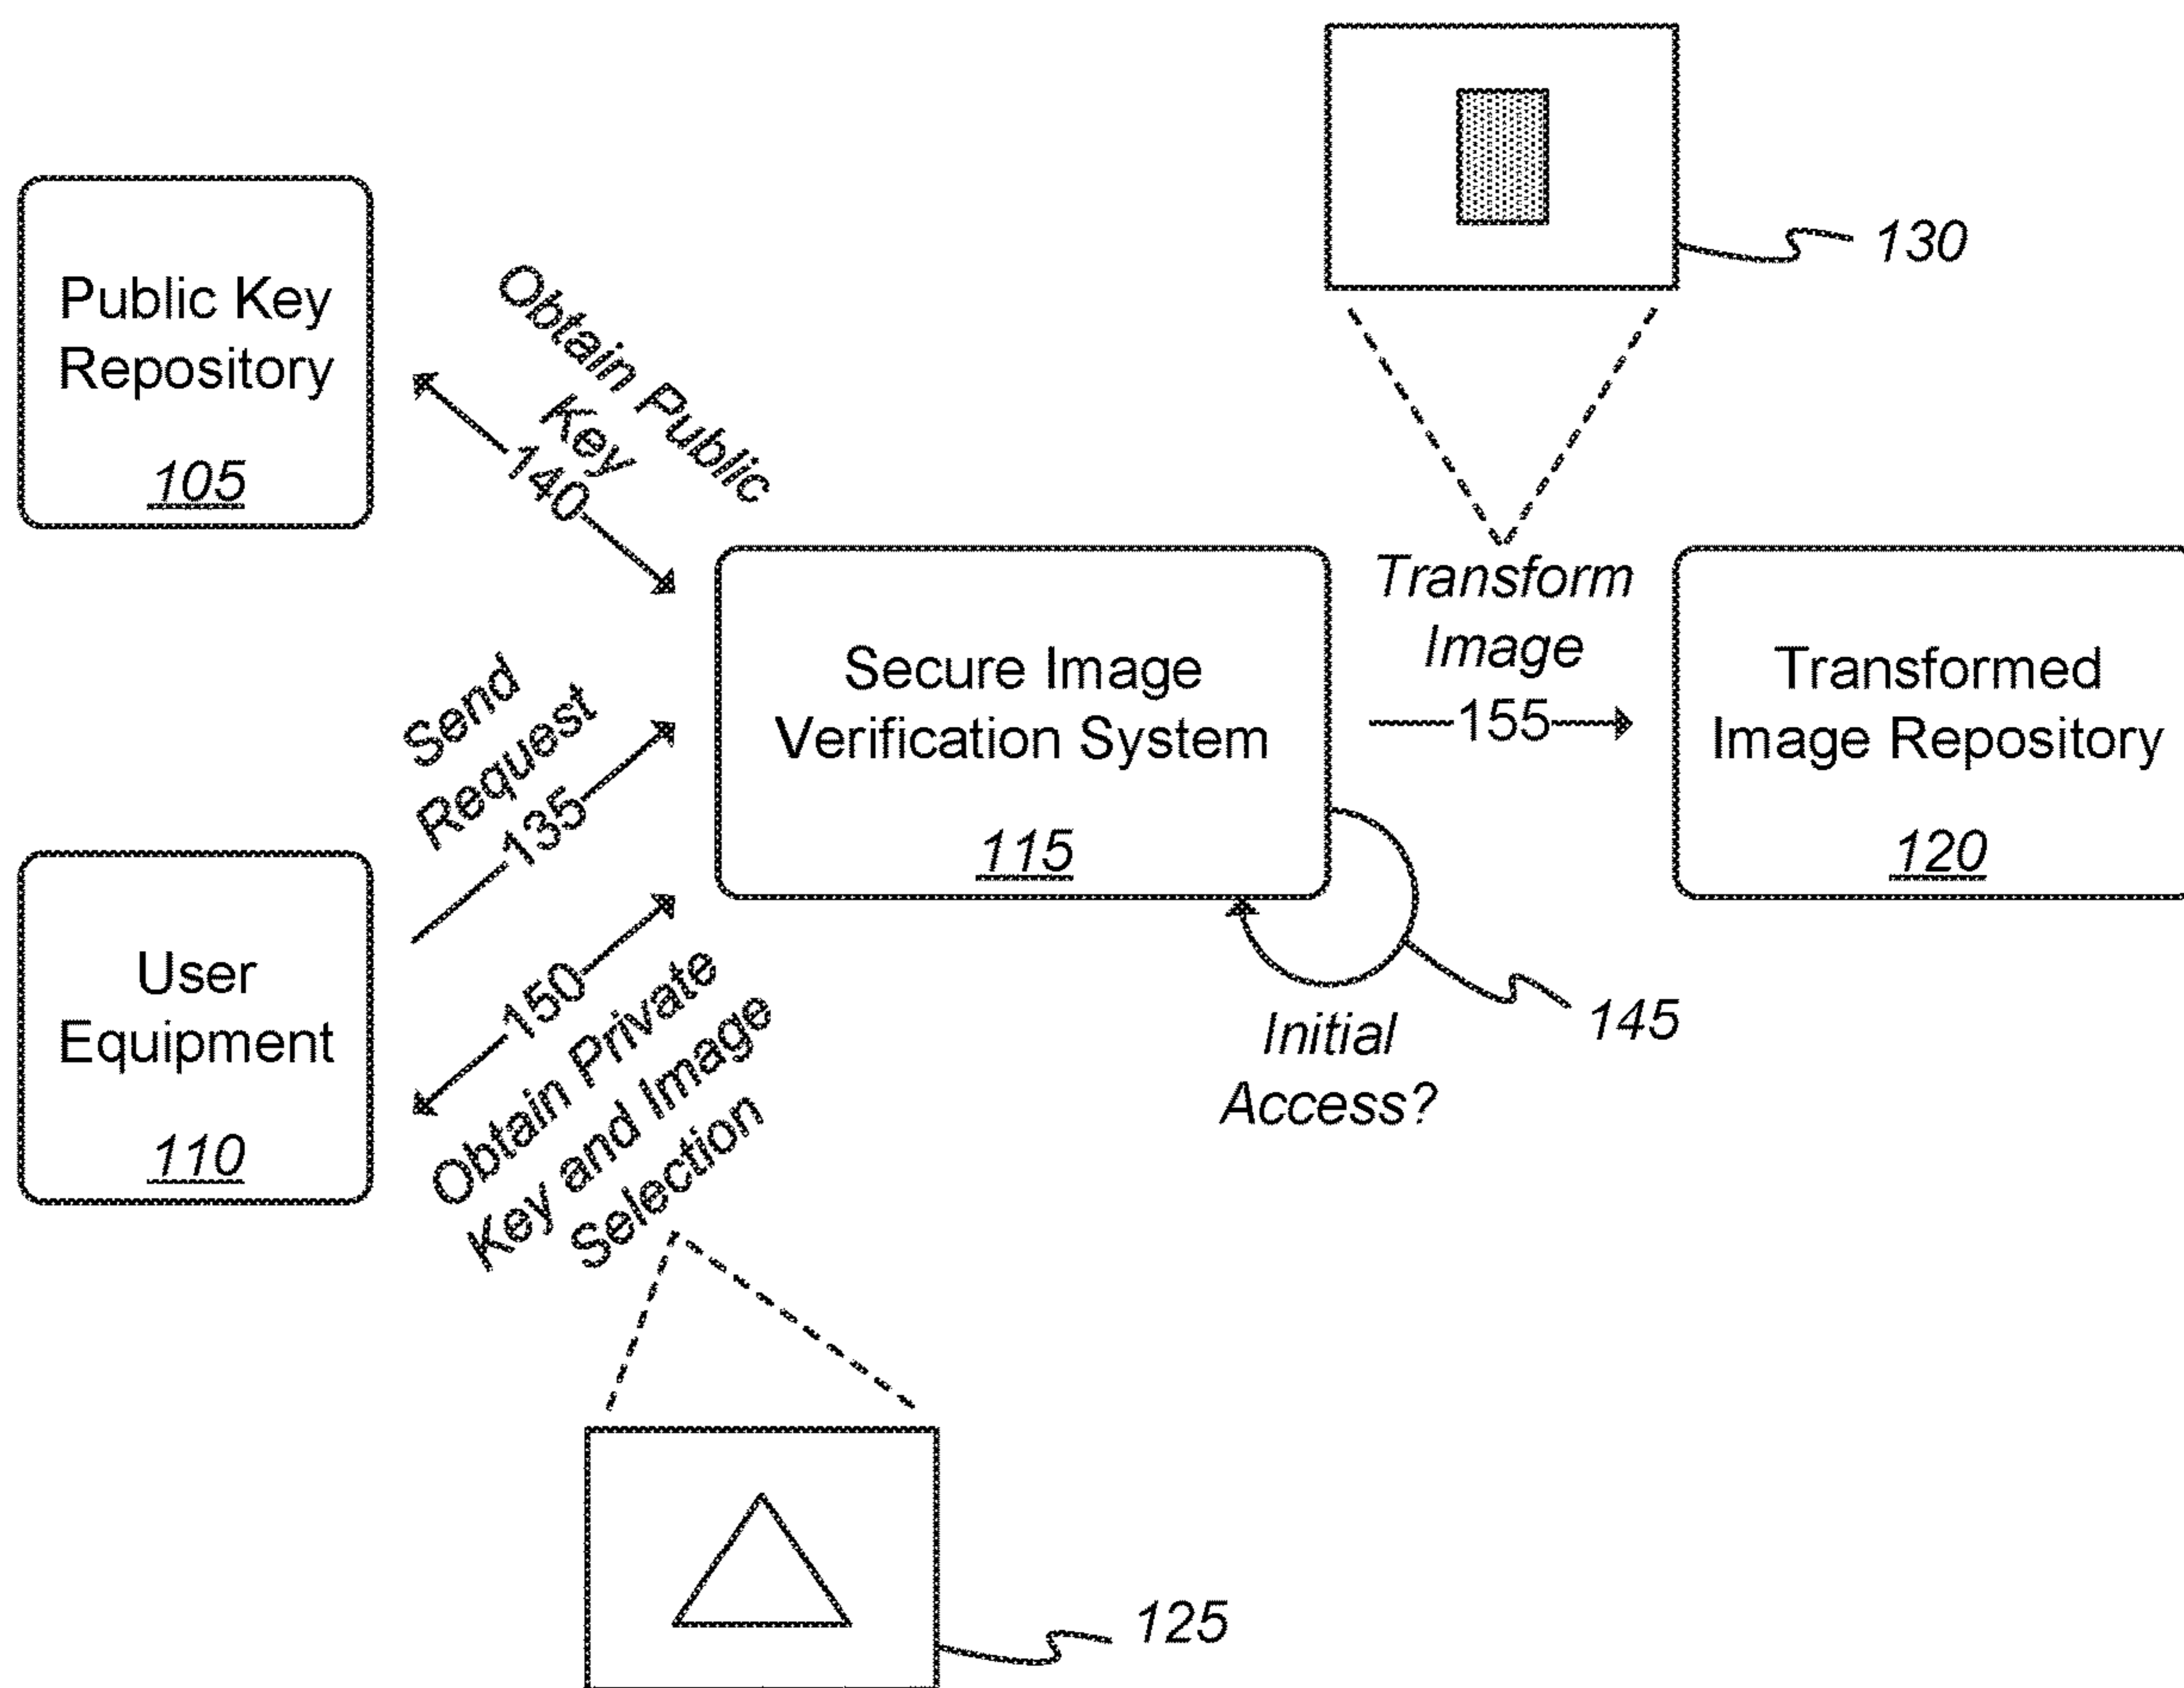 130
Public Key
Repository
105
Obtain Public
Key
140
Transform
Image
155
Secure Image
Verification System
115
Transformed
Image Repository
120
Send
Request
135
User
Equipment
110
150
Obtain Private
Key and Image
Selection
Initial
Access?
145
125